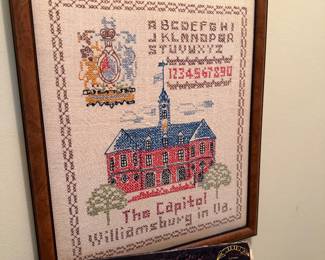 ABCDEFGHI
JKLMNOPQR
STUVWXYZ
1234567890
The Capitol
Williamsburg in Va.